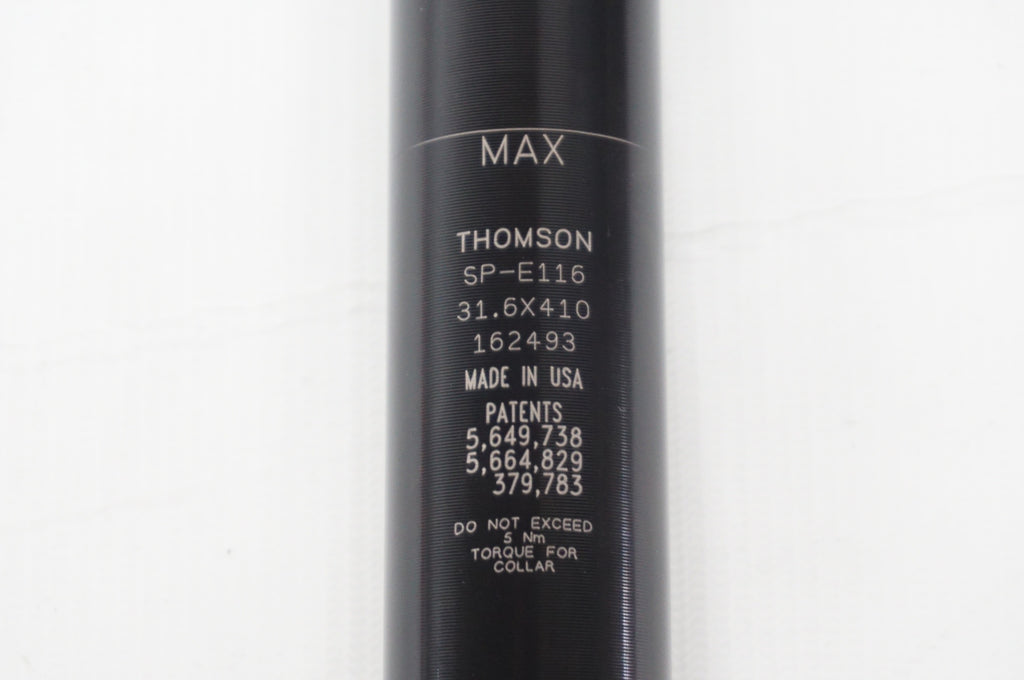 MAX
THOMSON
SP-E116
31.6X410
162493
MADE IN USA
PATENTS
5,649,738
5,664,829
379,783
DO NOT EXCEED
5 Nm
TORQUE FOR
COLLAR